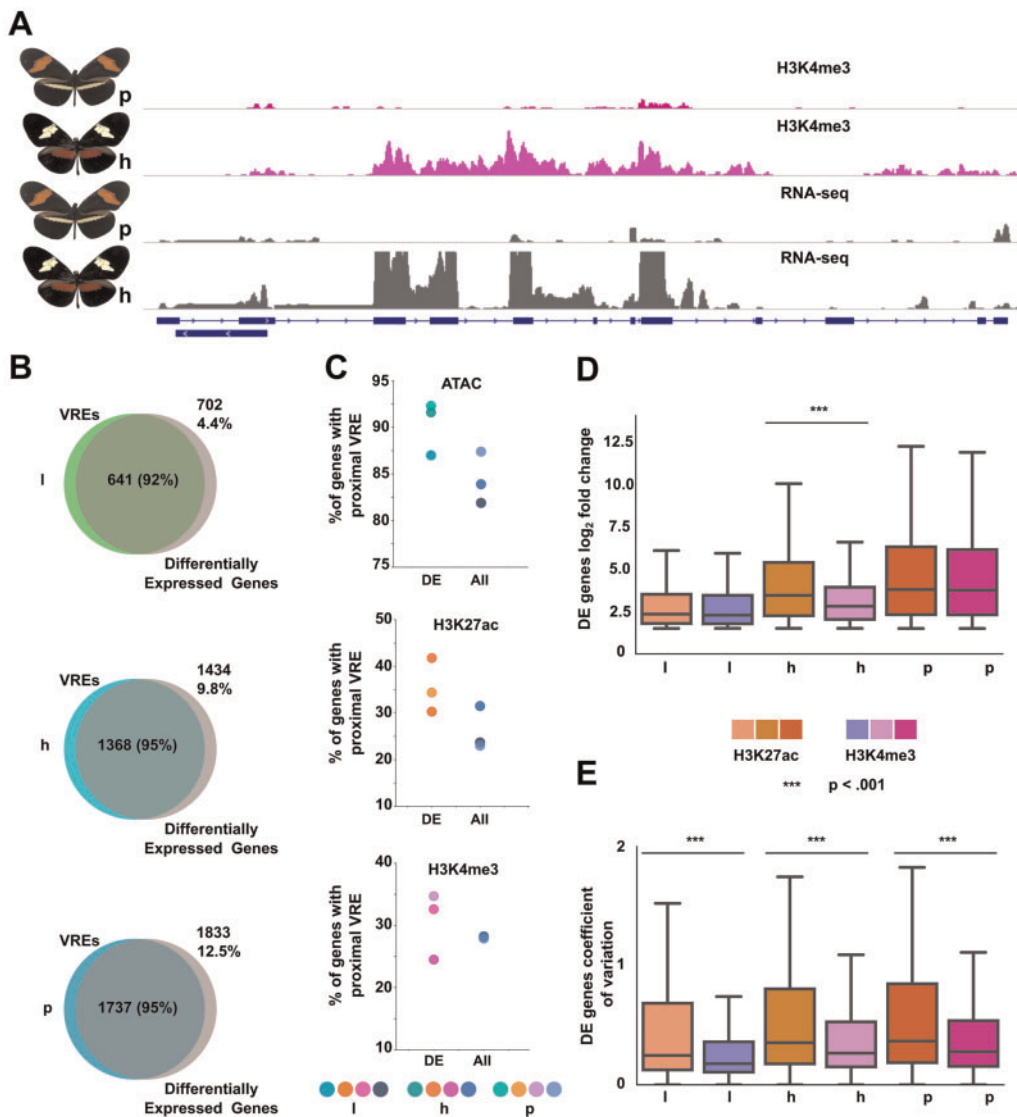 A
p
H3K4me3
h
H3K4me3
p
RNA-seq
h
RNA-seq
B
VREs
702
4.4%
l
641 (92%)
Differentially
Expressed Genes
VREs
1434
9.8%
h
1368 (95%)
Differentially
Expressed Genes
VREs
1833
12.5%
p
1737 (95%)
Differentially
Expressed Genes
C
ATAC
%of genes with
proximal VRE
95
90
85
80
75
DE All
H3K27ac
% of genes with
proximal VRE
50
40
30
20
10
DE All
H3K4me3
% of genes with
proximal VRE
40
30
20
10
DE All
l h p
D
***
DE genes log2 fold change
12.5
10.0
7.5
5.0
2.5
0
l l h h p p
H3K27ac H3K4me3
*** p < .001
E
*** *** ***
DE genes coefficient
of variation
2
1
0
l l h h p p